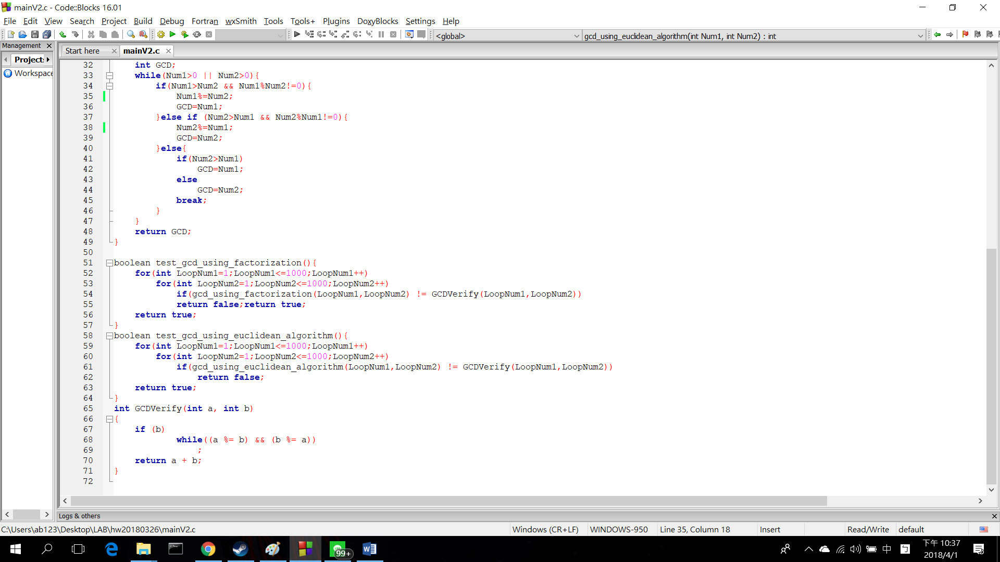 mainV2.c - Code::Blocks 16.01
File Edit View Search Project Build Debug Fortran wxSmith Tools Tools+ Plugins DoxyBlocks Settings Help
<global> gcd_using_euclidean_algorithm(int Num1, int Num2) : int
Management
Start here mainV2.c
Projects
Workspace
32 int GCD;
33 while(Num1>0 || Num2>0){
34 if(Num1>Num2 && Num1%Num2!=0){
35 Num1%=Num2;
36 GCD=Num1;
37 }else if (Num2>Num1 && Num2%Num1!=0){
38 Num2%=Num1;
39 GCD=Num2;
40 }else{
41 if(Num2>Num1)
42 GCD=Num1;
43 else
44 GCD=Num2;
45 break;
46 }
47 }
48 return GCD;
49 }
50
51 boolean test_gcd_using_factorization(){
52 for(int LoopNum1=1;LoopNum1<=1000;LoopNum1++)
53 for(int LoopNum2=1;LoopNum2<=1000;LoopNum2++)
54 if(gcd_using_factorization(LoopNum1,LoopNum2) != GCDVerify(LoopNum1,LoopNum2))
55 return false;return true;
56 return true;
57 }
58 boolean test_gcd_using_euclidean_algorithm(){
59 for(int LoopNum1=1;LoopNum1<=1000;LoopNum1++)
60 for(int LoopNum2=1;LoopNum2<=1000;LoopNum2++)
61 if(gcd_using_euclidean_algorithm(LoopNum1,LoopNum2) != GCDVerify(LoopNum1,LoopNum2))
62 return false;
63 return true;
64 }
65 int GCDVerify(int a, int b)
66 {
67 if (b)
68 while((a %= b) && (b %= a))
69 ;
70 return a + b;
71 }
72
Logs & others
C:\Users\ab123\Desktop\LAB\hw20180326\mainV2.c Windows (CR+LF) WINDOWS-950 Line 35, Column 18 Insert Read/Write default
99+
中
下午 10:37
2018/4/1